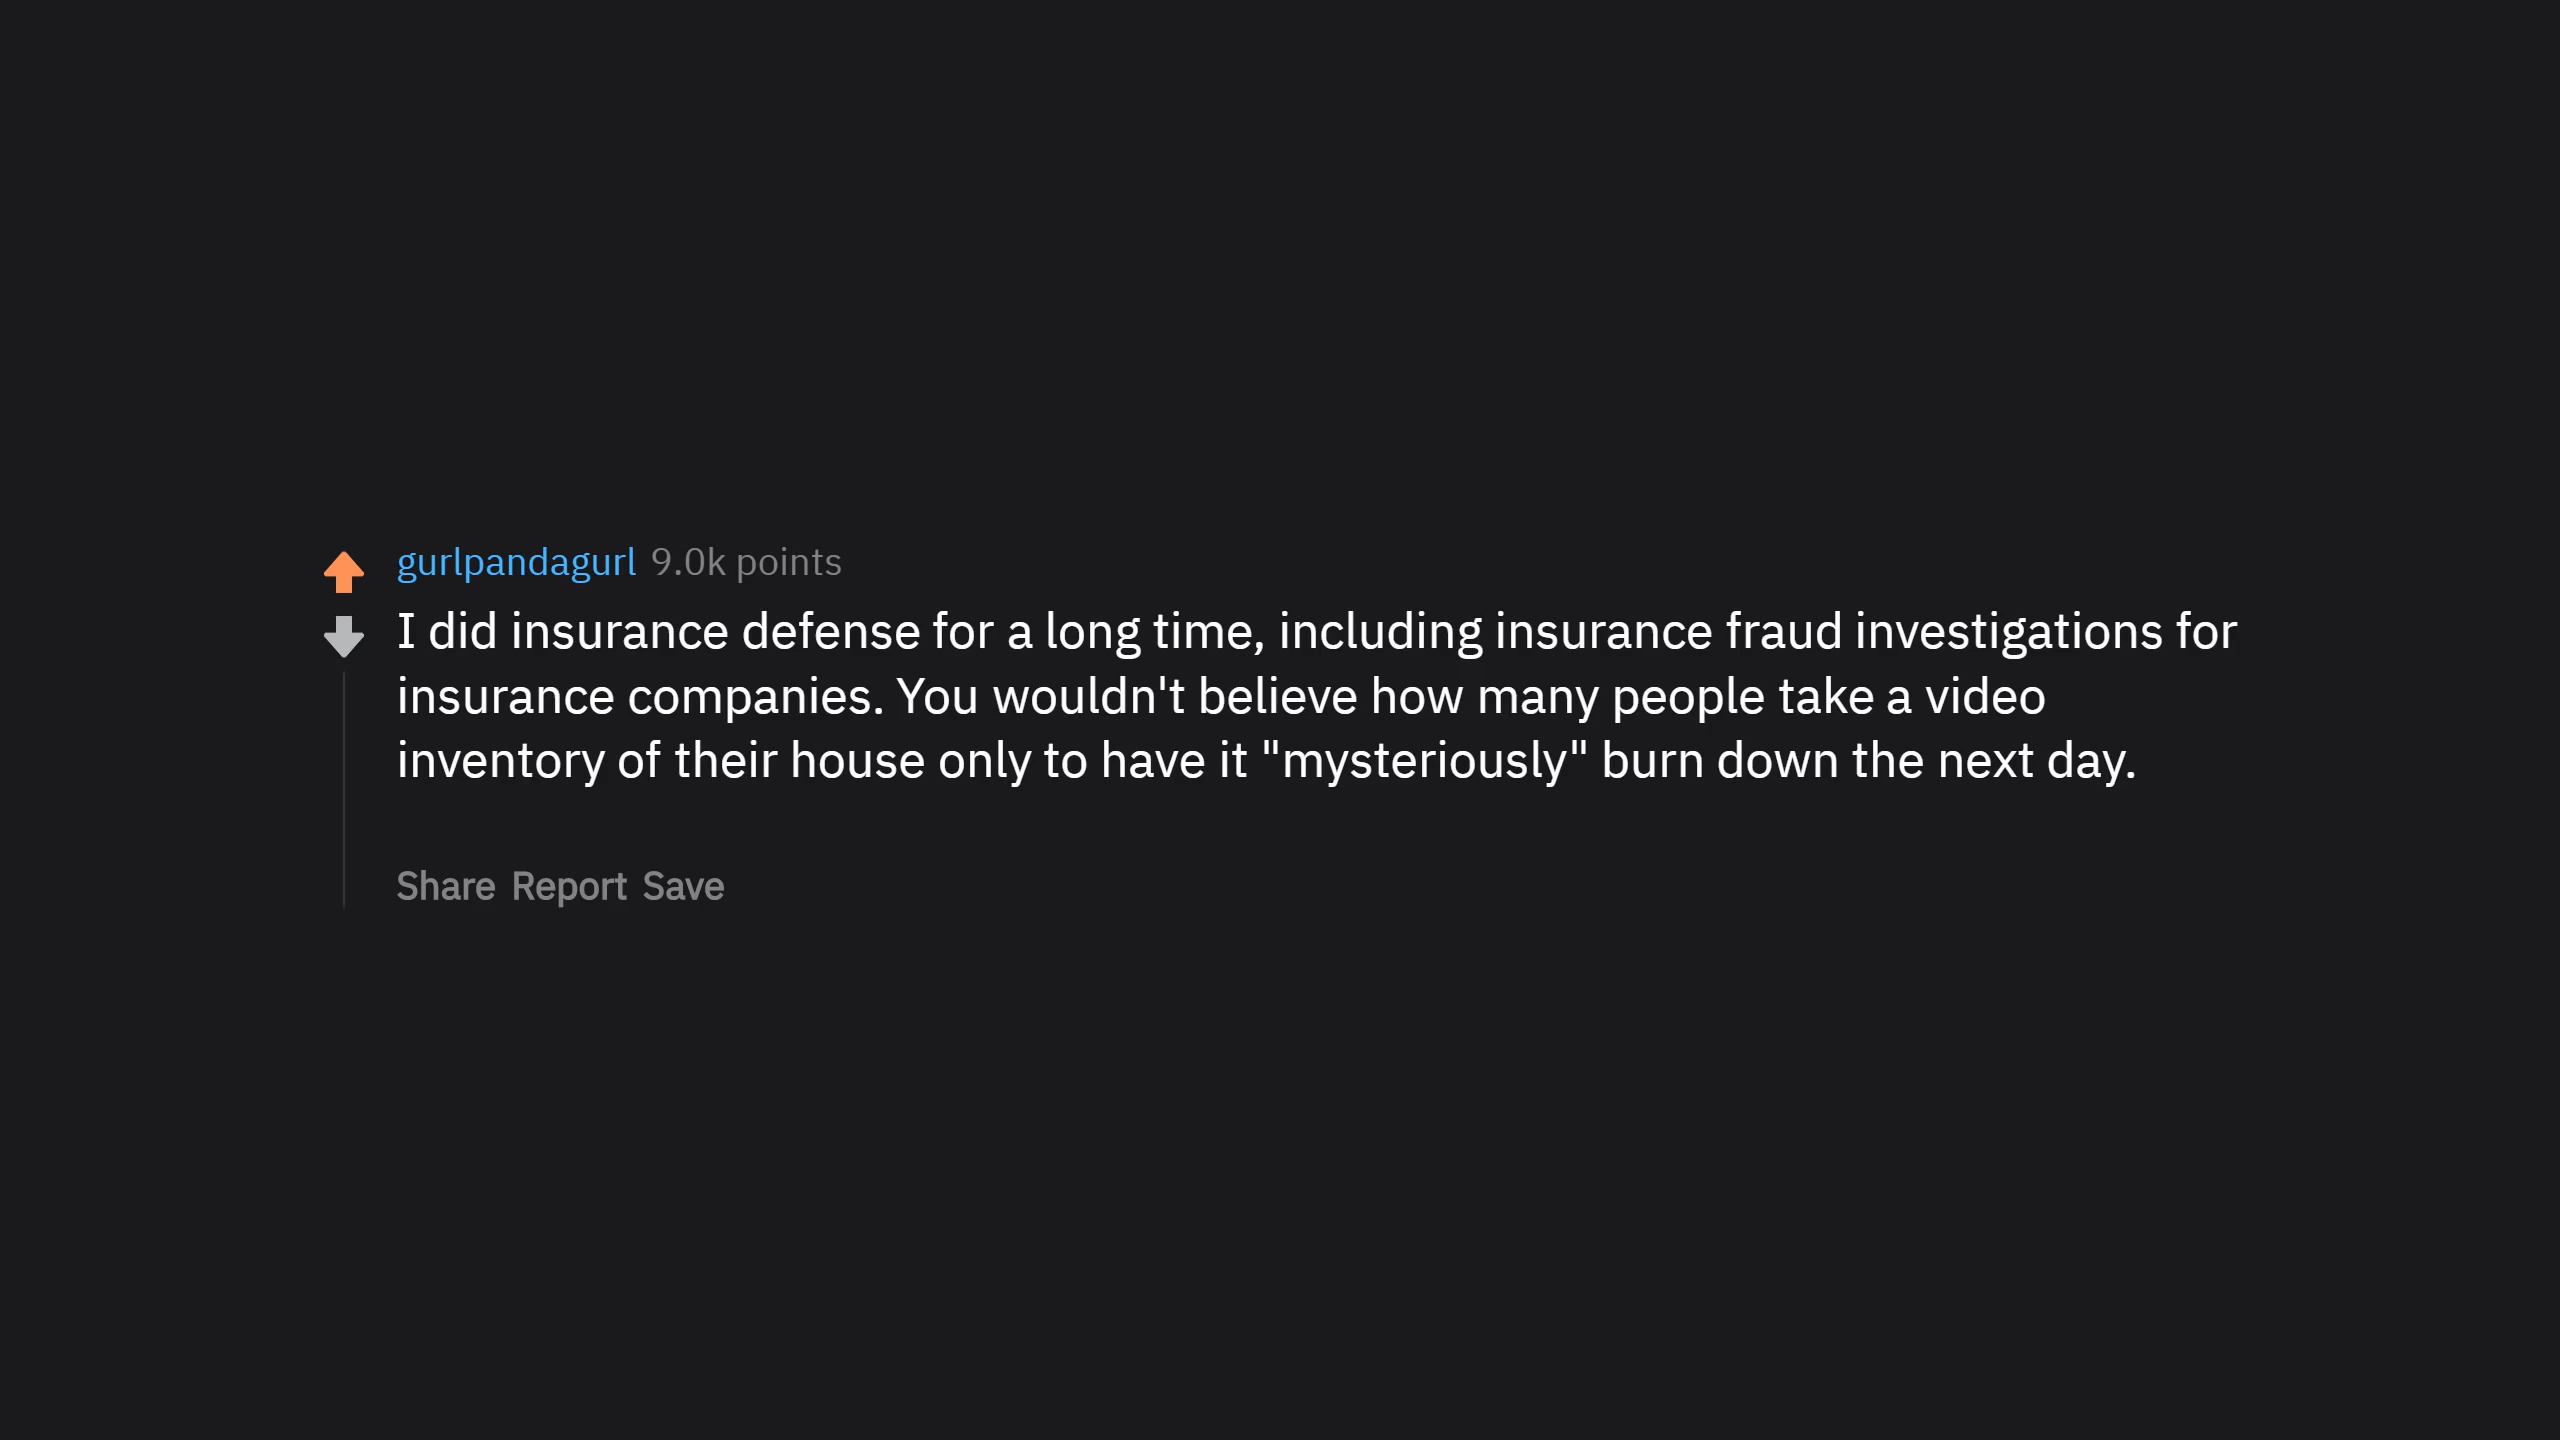 gurlpandagurl 9.0k points
I did insurance defense for a long time, including insurance fraud investigations for
insurance companies. You wouldn't believe how many people take a video
inventory of their house only to have it "mysteriously" burn down the next day.
Share Report Save